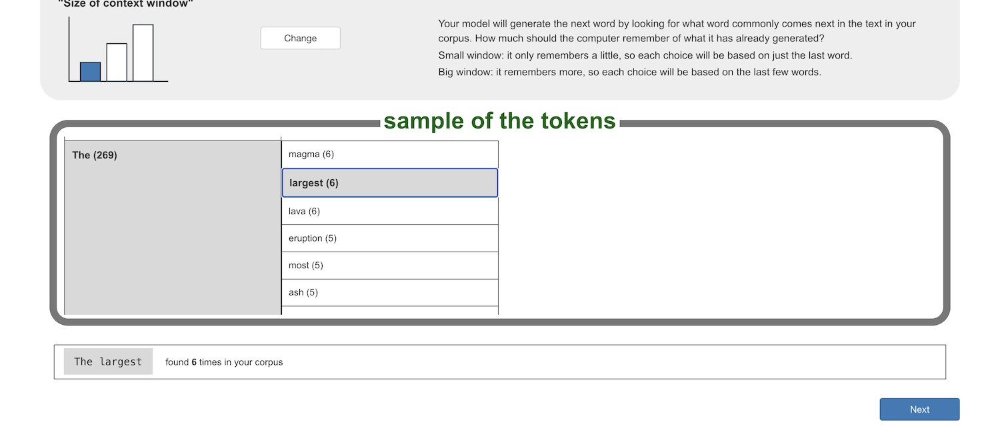 "Size of context window"
Change
Your model will generate the next word by looking for what word commonly comes next in the text in your
corpus. How much should the computer remember of what it has already generated?
Small window: it only remembers a little, so each choice will be based on just the last word.
Big window: it remembers more, so each choice will be based on the last few words.
sample of the tokens
The (269)
magma (6)
largest (6)
lava (6)
eruption (5)
most (5)
ash (5)
The largest found 6 times in your corpus
Next